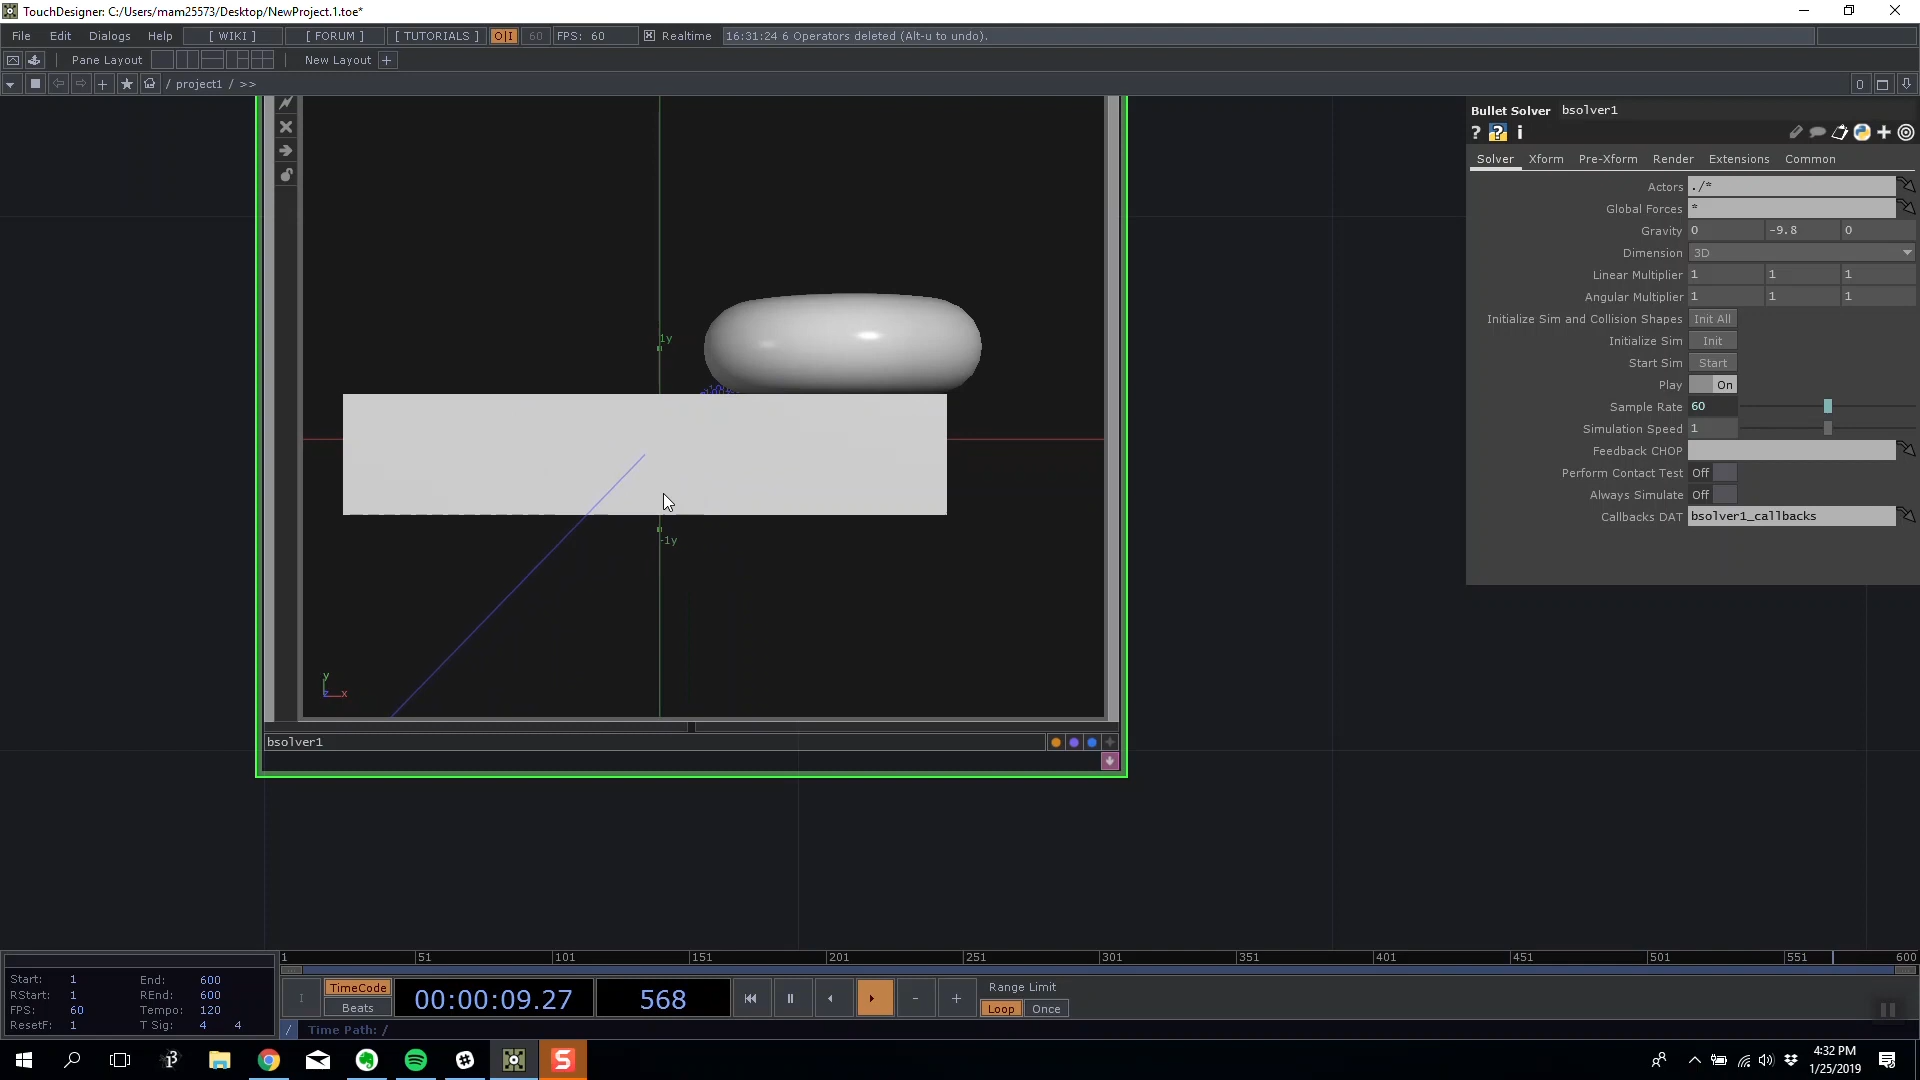 TouchDesigner: C:/Users/mam25573/Desktop/NewProject.1.toe*
File Edit Dialogs Help [ WIKI ] [ FORUM ] [ TUTORIALS ] O|I 60 FPS: 60 Realtime 16:31:24 6 Operators deleted (Alt-u to undo).
Pane Layout New Layout +
/ project1 / >> 0
Bullet Solver bsolver1
? ? i
Solver Xform Pre-Xform Render Extensions Common
Actors ./*
Global Forces *
Gravity 0 -9.8 0
Dimension 3D
Linear Multiplier 1 1 1
Angular Multiplier 1 1 1
Initialize Sim and Collision Shapes Init All
Initialize Sim Init
Start Sim Start
Play On
Sample Rate 60
Simulation Speed 1
Feedback CHOP
Perform Contact Test Off
Always Simulate Off
Callbacks DAT bsolver1_callbacks
1y
-1y
y
z x
bsolver1
1 51 101 151 201 251 301 351 401 451 501 551 600
Start: 1 End: 600
RStart: 1 REnd: 600
FPS: 60 Tempo: 120
ResetF: 1 T Sig: 4 4
I TimeCode Beats 00:00:09.27 568 - +
Range Limit
Loop Once
/ Time Path: /
4:32 PM
1/25/2019